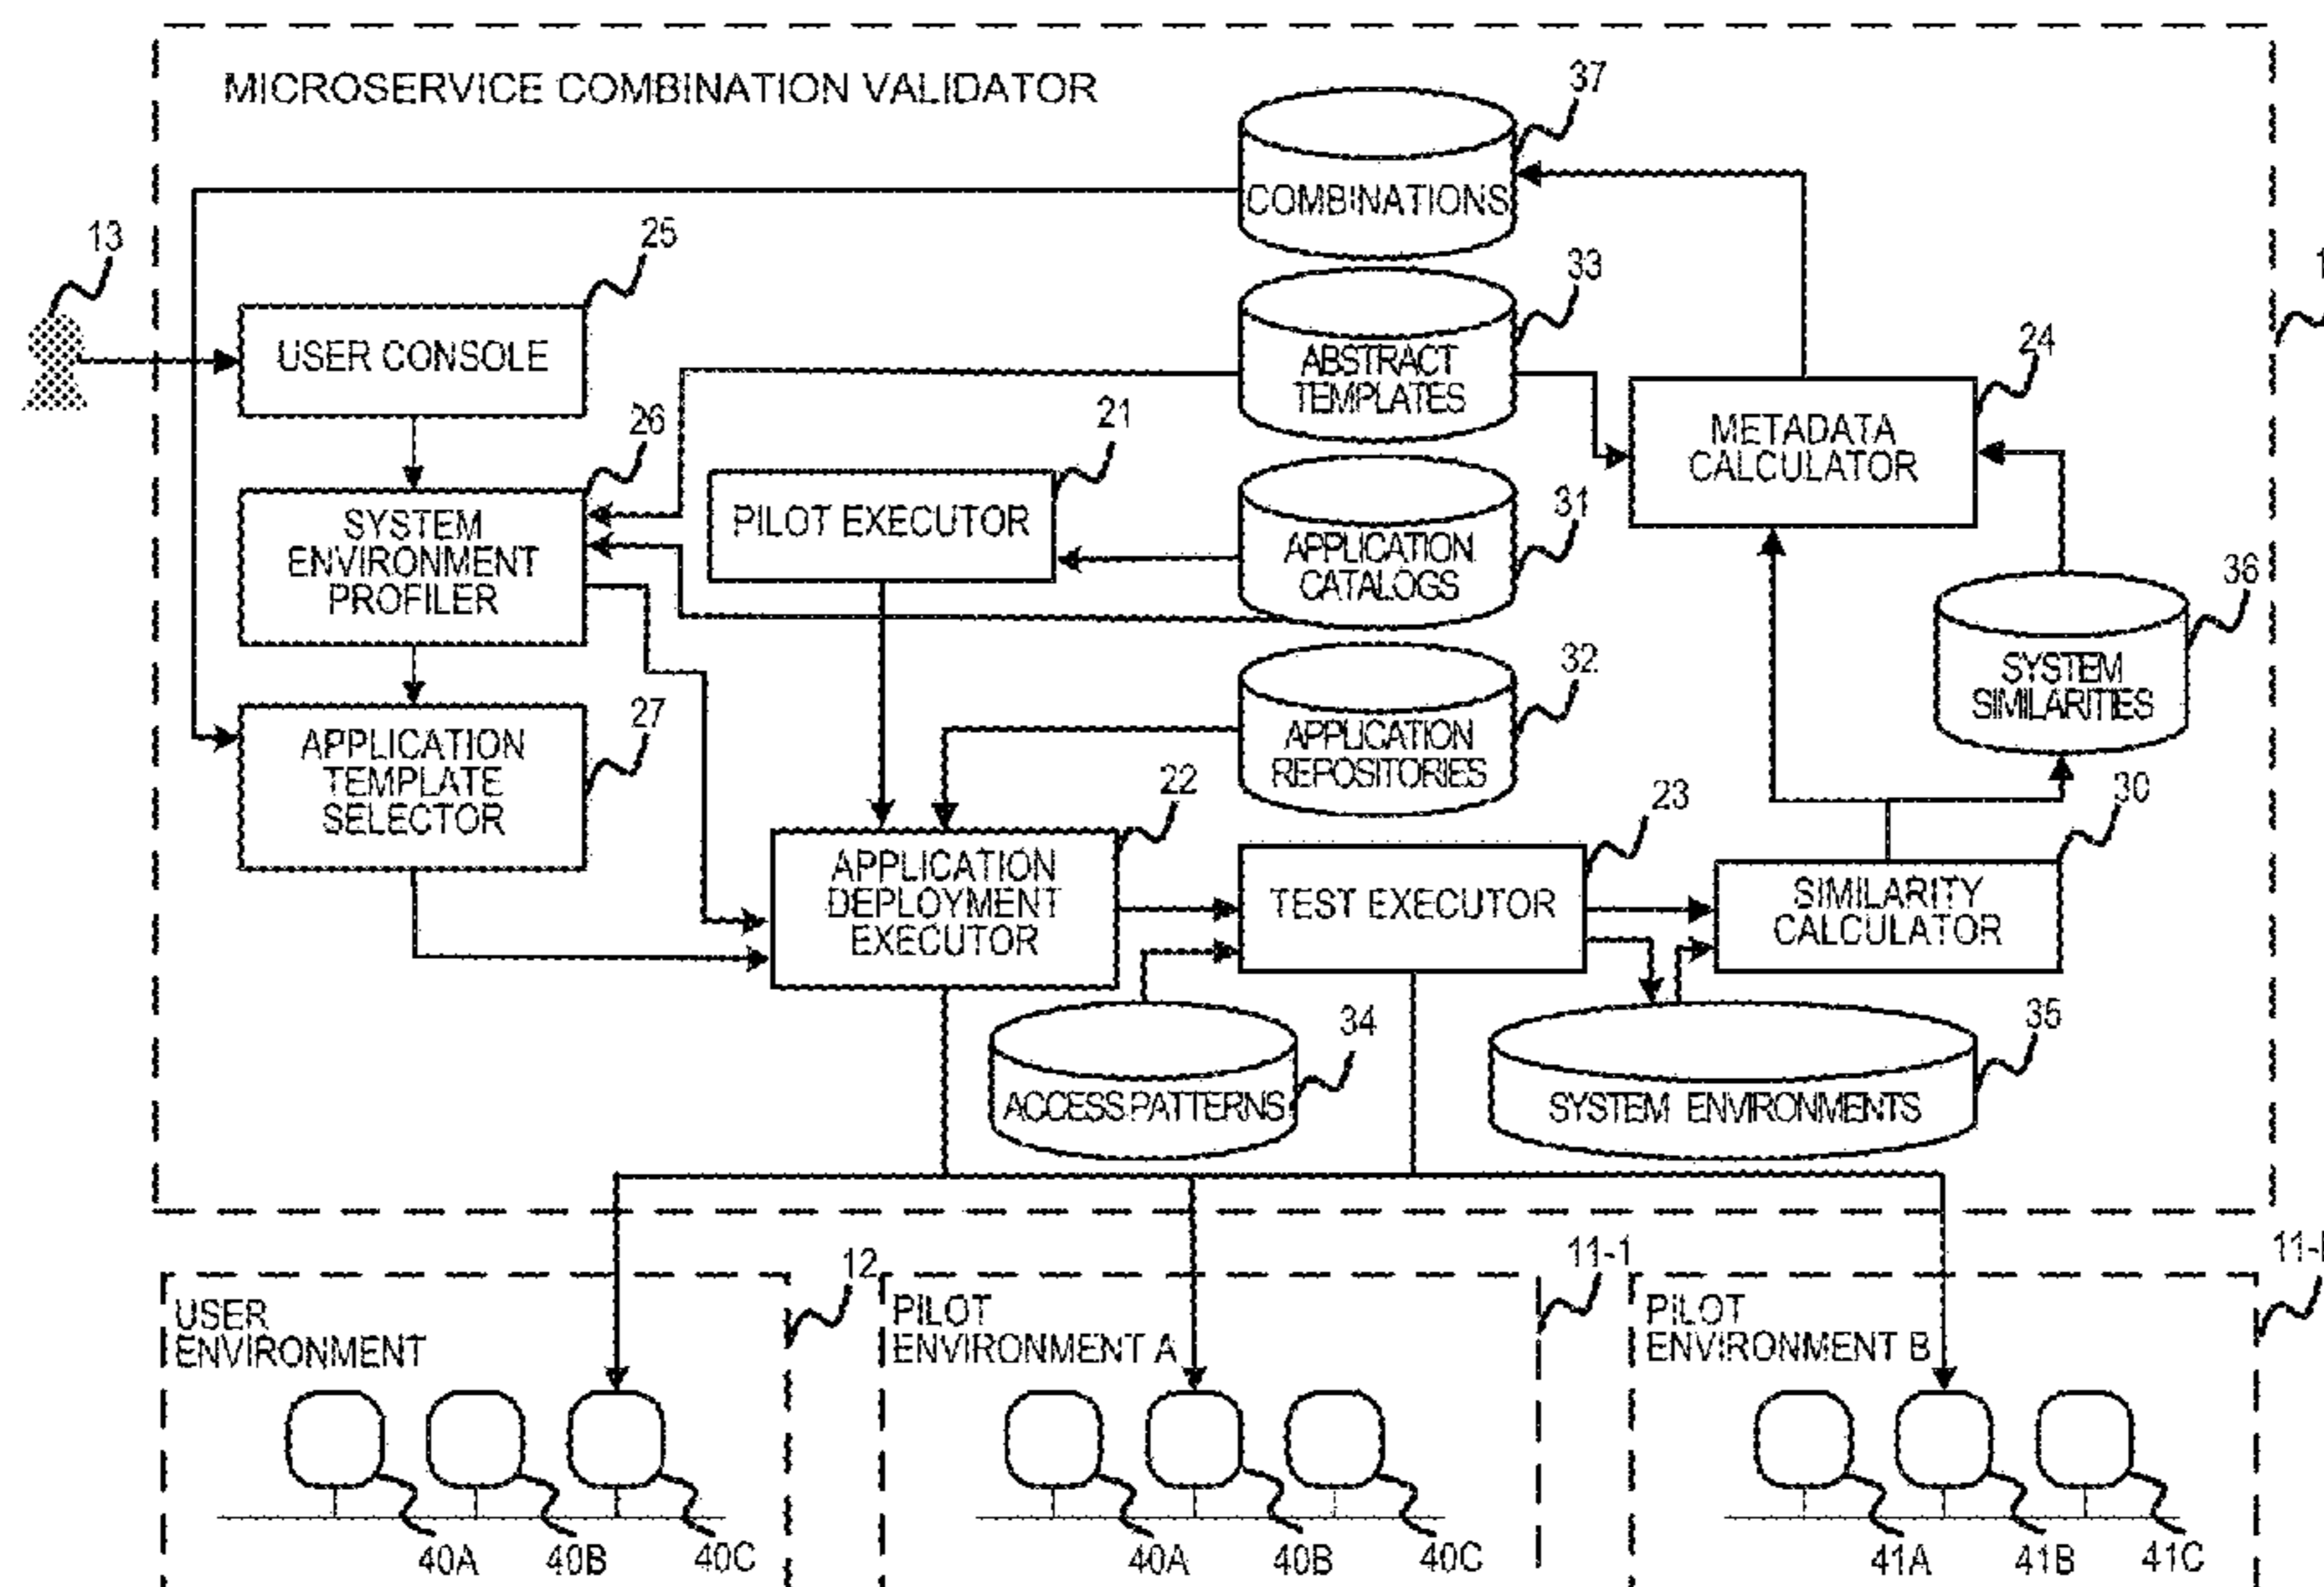 MICROSERVICE COMBINATION VALIDATOR
37
COMBINATIONS
13
25
USER CONSOLE
33
ABSTRACT
TEMPLATES
24
METADATA
CALCULATOR
26
SYSTEM
ENVIRONMENT
PROFILER
21
PILOT EXECUTOR
31
APPLICATION
CATALOGS
36
SYSTEM
SIMILARITIES
27
APPLICATION
TEMPLATE
SELECTOR
32
APPLICATION
REPOSITORIES
22
APPLICATION
DEPLOYMENT
EXECUTOR
23
TEST EXECUTOR
30
SIMILARITY
CALCULATOR
34
ACCESS PATTERNS
35
SYSTEM ENVIRONMENTS
12
USER
ENVIRONMENT
40A
40B
40C
11-1
PILOT
ENVIRONMENT A
40A
40B
40C
PILOT
ENVIRONMENT B
41A
41B
41C